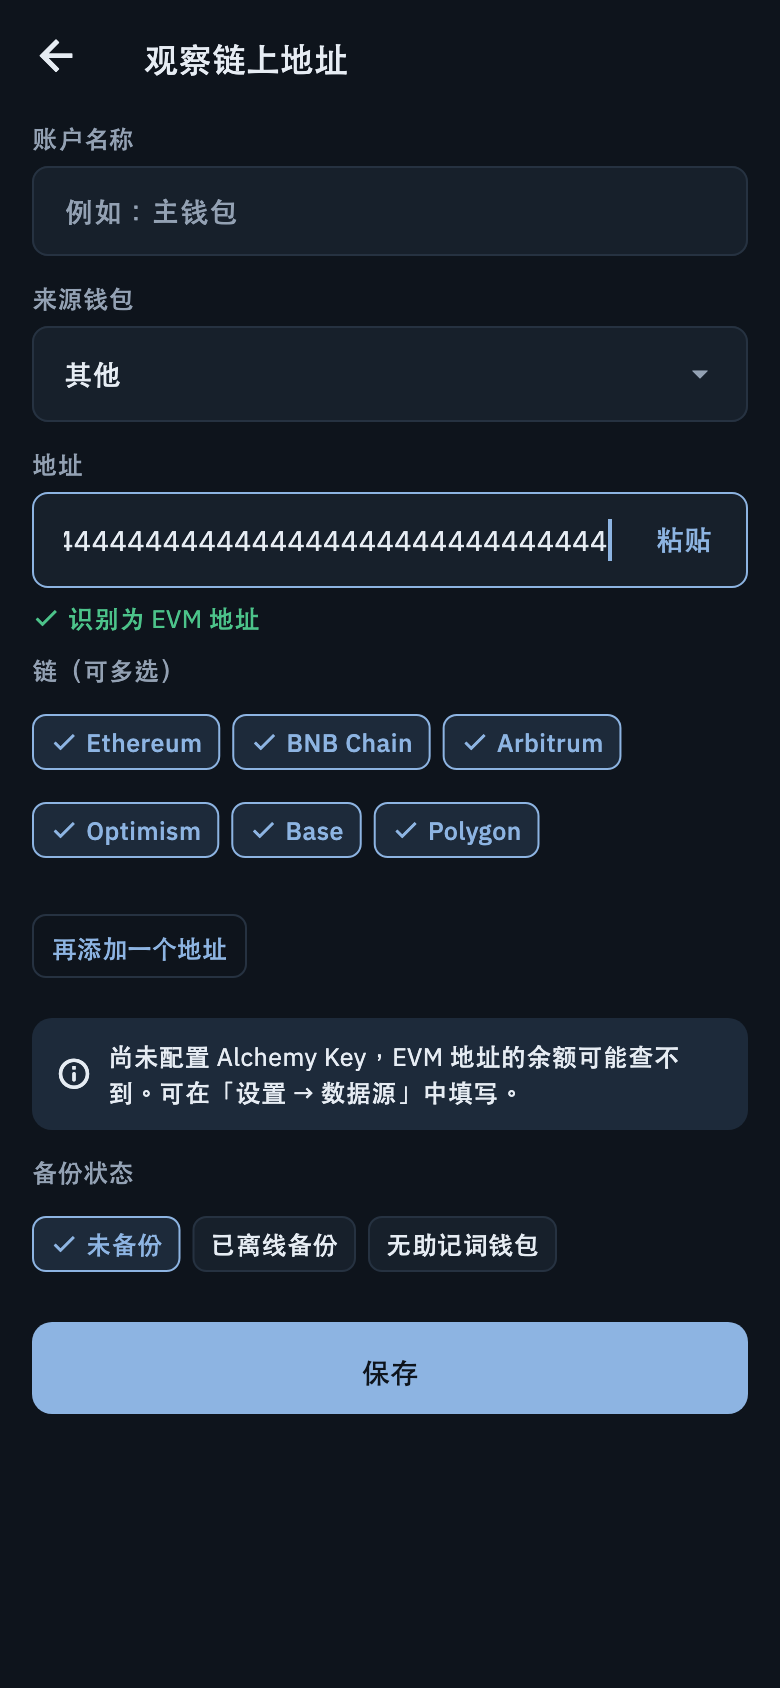 观察链上地址
账户名称
例如：主钱包
来源钱包
其他
地址
444444444444444444444444444444 粘贴
识别为 EVM 地址
链（可多选）
Ethereum BNB Chain Arbitrum
Optimism Base Polygon
再添加一个地址
尚未配置 Alchemy Key，EVM 地址的余额可能查不
到。可在「设置 → 数据源」中填写。
备份状态
未备份 已离线备份 无助记词钱包
保存